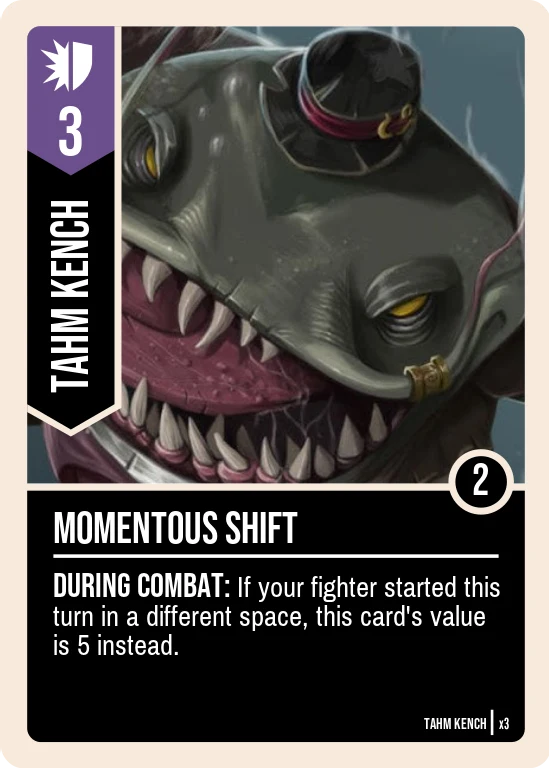 3
TAHM KENCH
2
MOMENTOUS SHIFT
DURING COMBAT: If your fighter started this
turn in a different space, this card's value
is 5 instead.
TAHM KENCH | x3